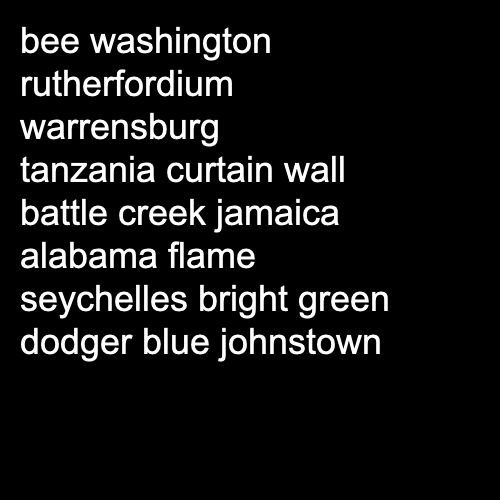 bee washington
rutherfordium
warrensburg
tanzania curtain wall
battle creek jamaica
alabama flame
seychelles bright green
dodger blue johnstown